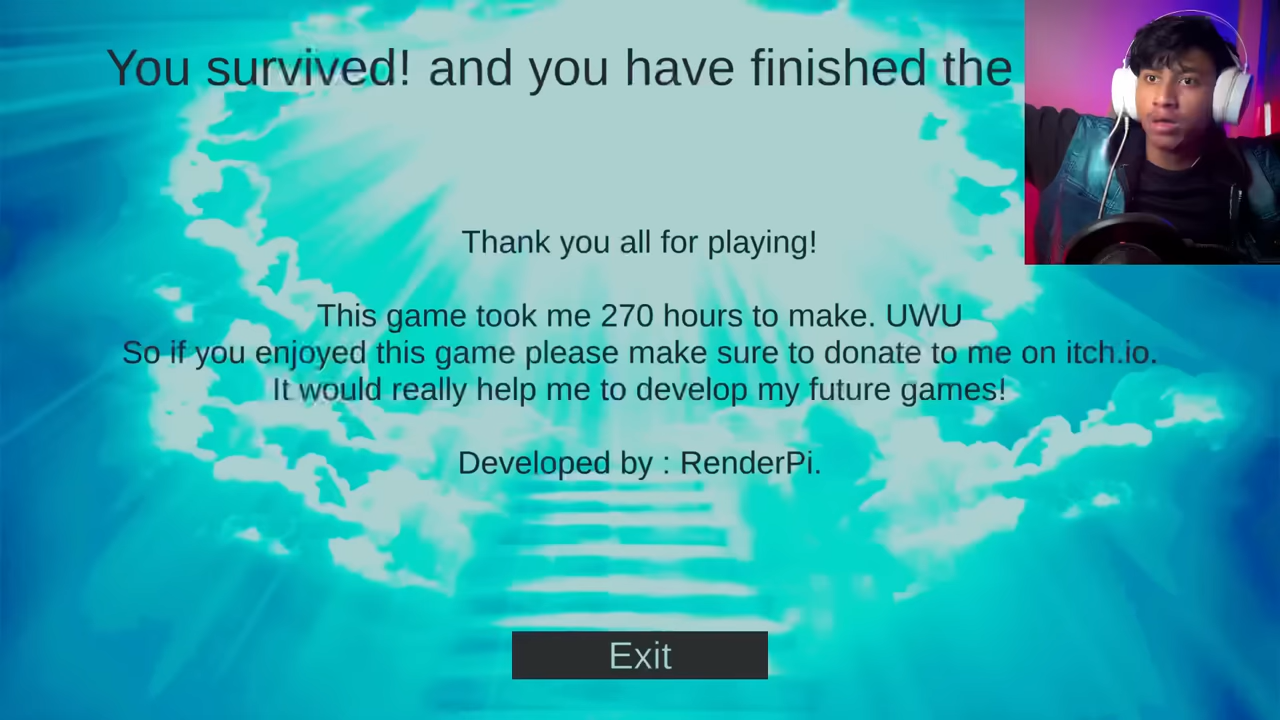 You survived! and you have finished the
Thank you all for playing!
This game took me 270 hours to make. UWU
So if you enjoyed this game please make sure to donate to me on itch.io.
It would really help me to develop my future games!
Developed by : RenderPi.
Exit